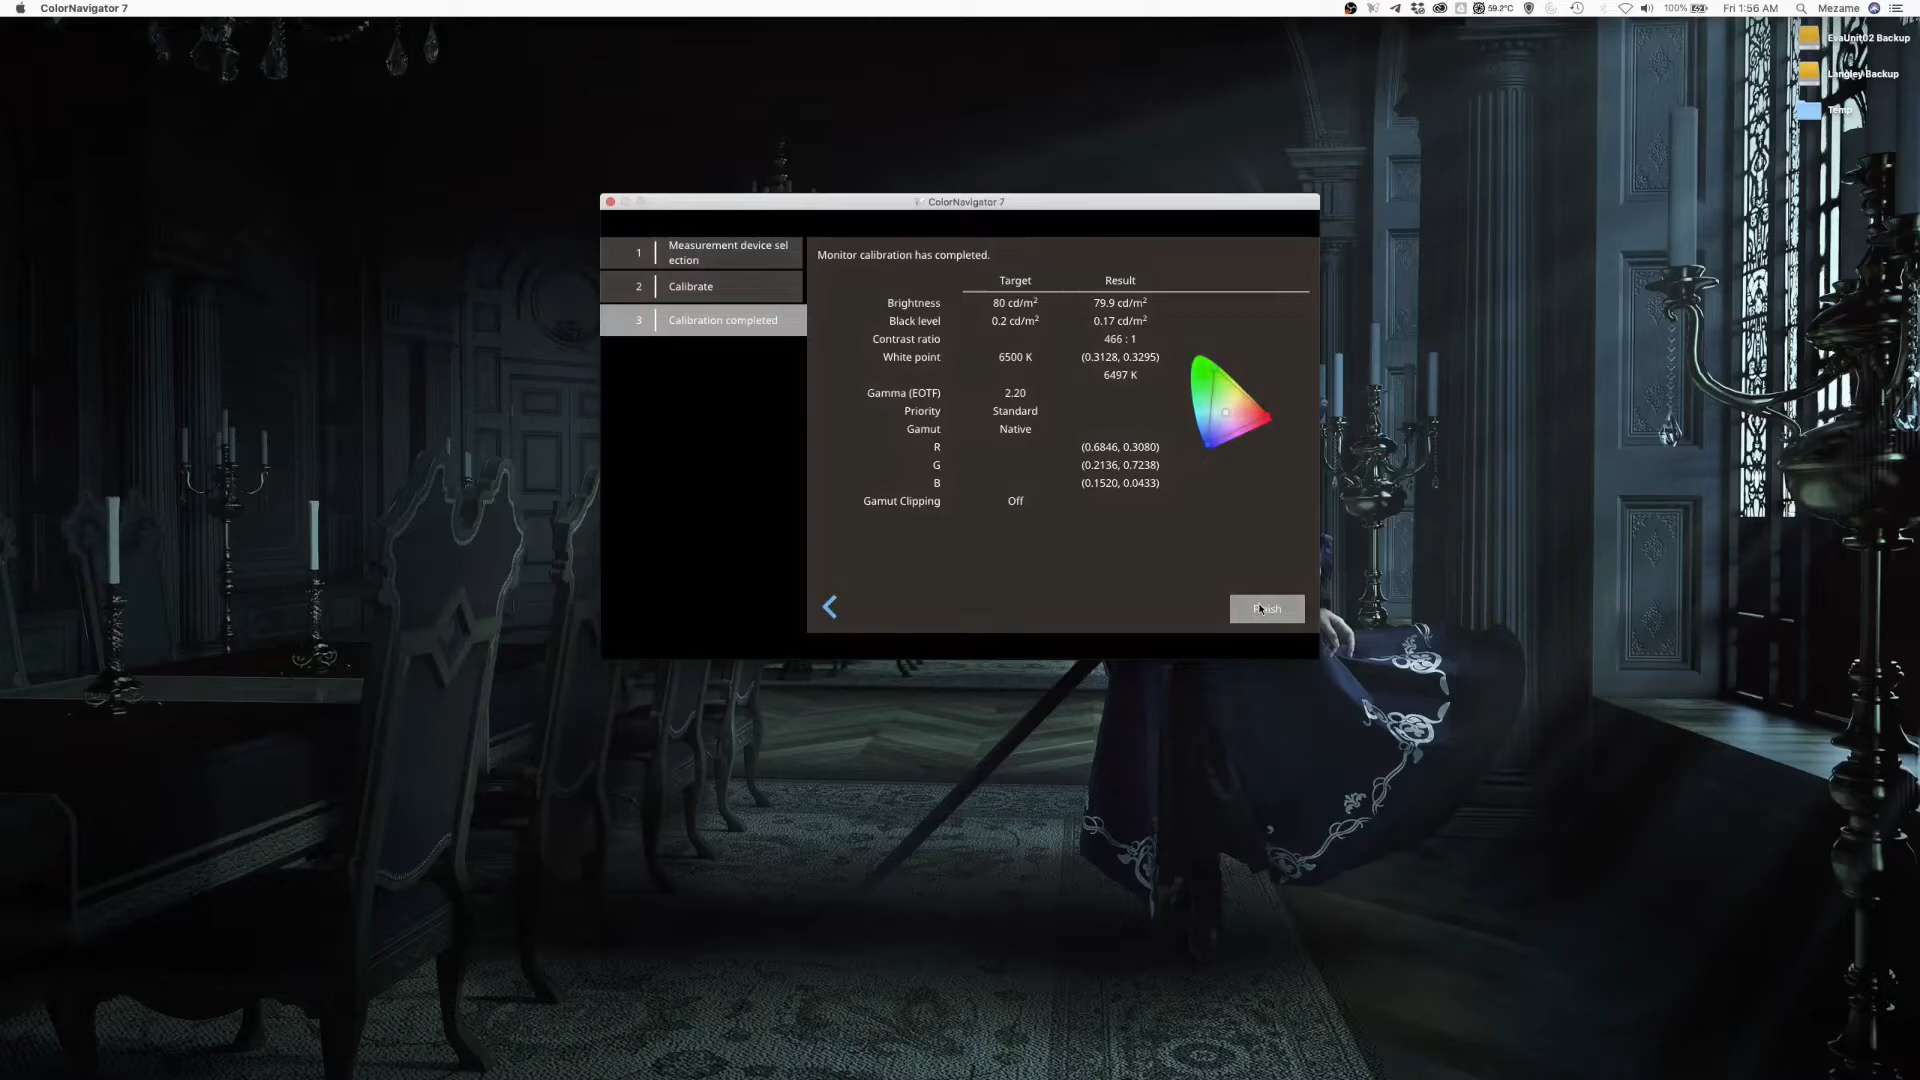 ColorNavigator 7
59.2°C
100%
Fri 1:56 AM
Mezame
EvaUnit02 Backup
Langley Backup
Temp
ColorNavigator 7
1 Measurement device sel
ection
2 Calibrate
3 Calibration completed
Monitor calibration has completed.
Target Result
Brightness 80 cd/m² 79.9 cd/m²
Black level 0.2 cd/m² 0.17 cd/m²
Contrast ratio 466 : 1
White point 6500 K (0.3128, 0.3295)
6497 K
Gamma (EOTF) 2.20
Priority Standard
Gamut Native
R (0.6846, 0.3080)
G (0.2136, 0.7238)
B (0.1520, 0.0433)
Gamut Clipping Off
Finish